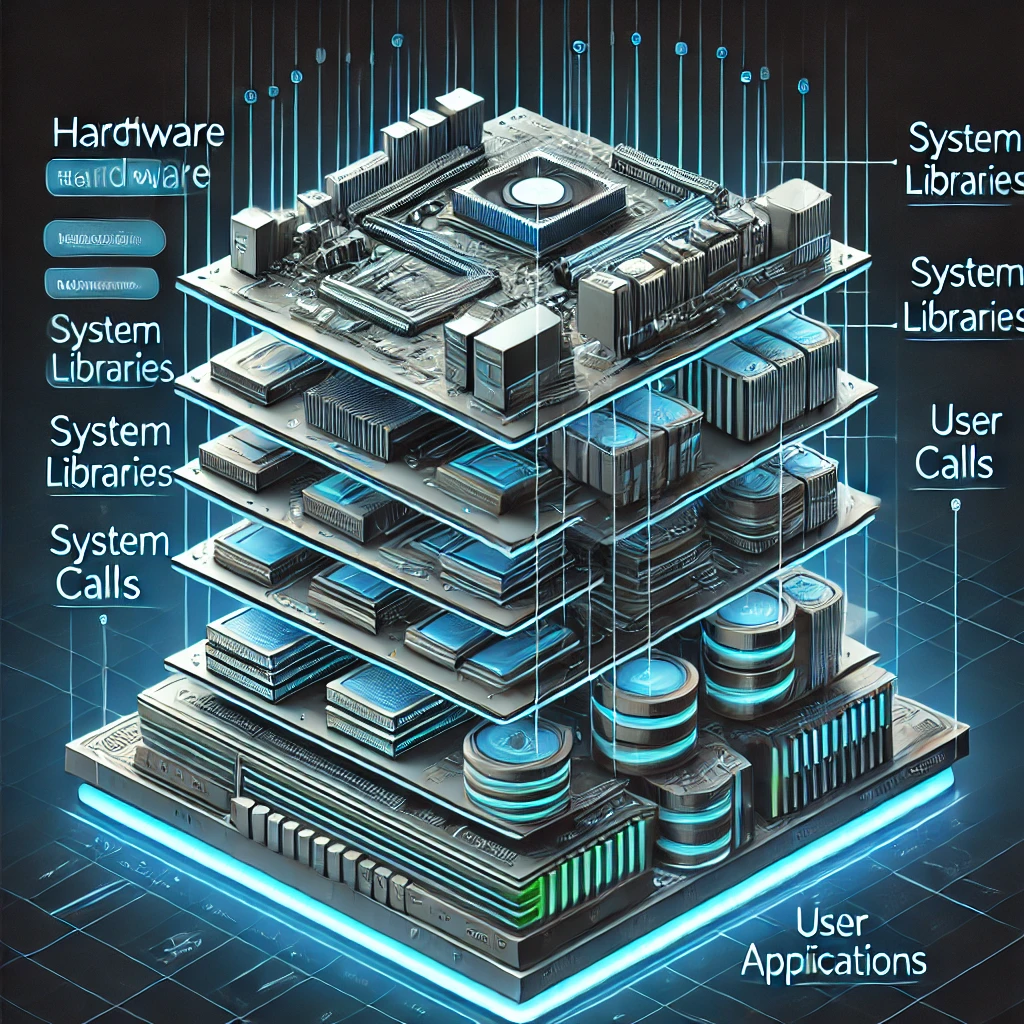 Hardware
System
Libraries
System
Libraries
System
Calls
System
Libraries
System
Libraries
User
Calls
User
Applications